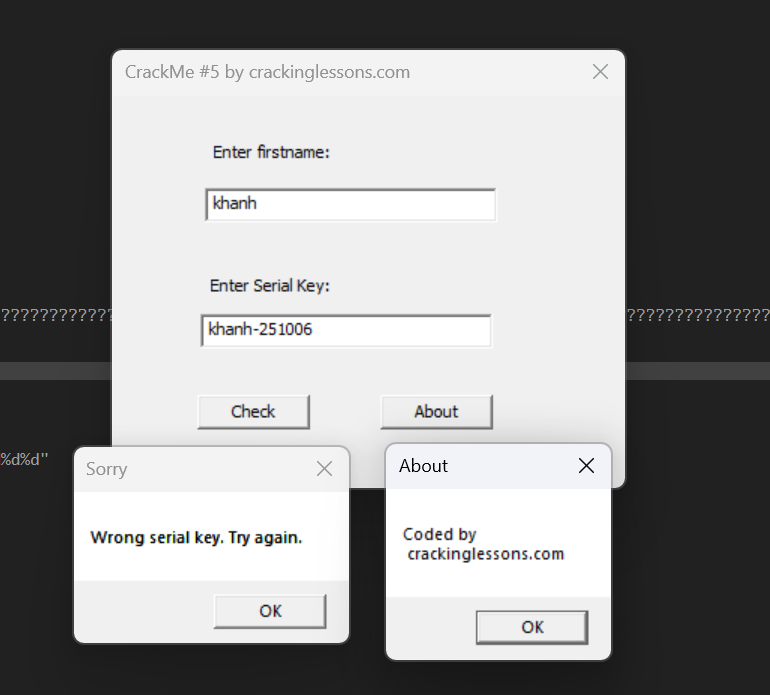 CrackMe #5 by crackinglessons.com
Enter firstname:
khanh
Enter Serial Key:
???????????? ???????????????
khanh-251006
Check About
%d%d"
Sorry
Wrong serial key. Try again.
OK
About
Coded by
crackinglessons.com
OK